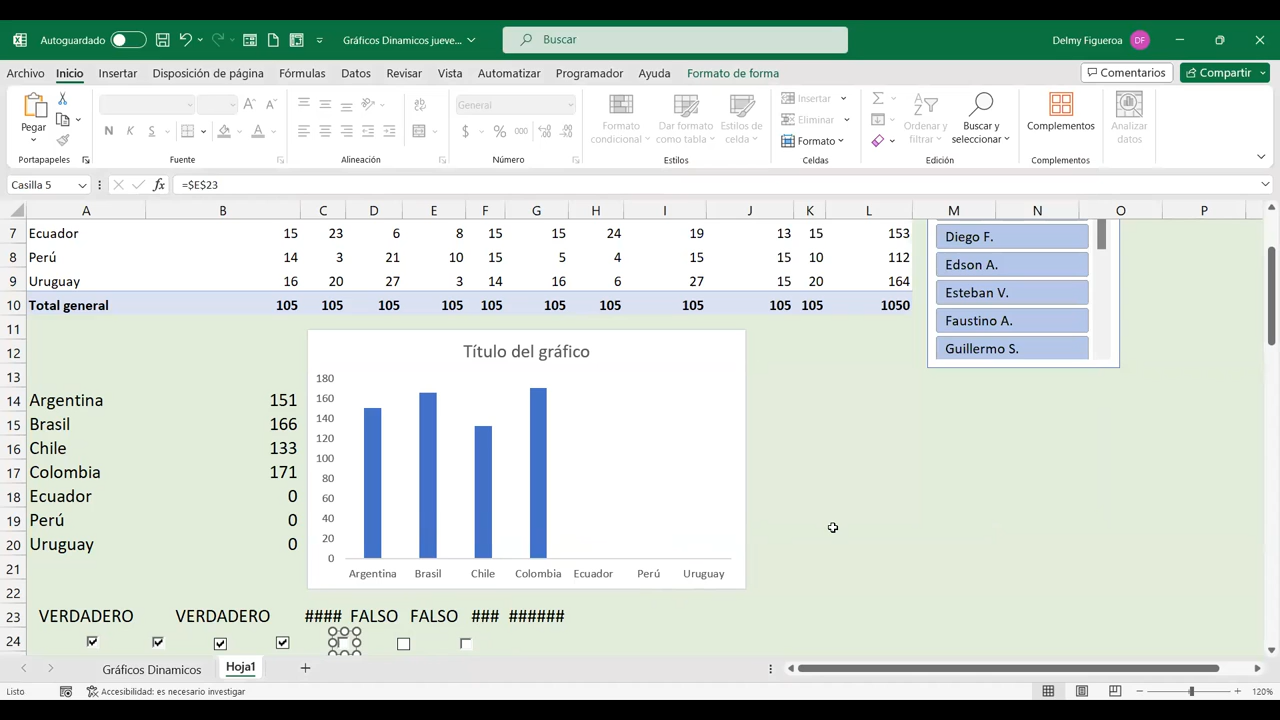 Autoguardado
Gráficos Dinamicos jueve...
Buscar
Delmy Figueroa
DF
Archivo Inicio Insertar Disposición de página Fórmulas Datos Revisar Vista Automatizar Programador Ayuda Formato de forma
Comentarios Compartir
Pegar
N K S
General
$ % 000
Formato condicional
Dar formato como tabla
Estilos de celda
Insertar
Eliminar
Formato
Ordenar y filtrar
Buscar y seleccionar
Complementos
Analizar datos
Portapapeles Fuente Alineación Número Estilos Celdas Edición Complementos
Casilla 5 fx =$E$23
A B C D E F G H I J K L M N O P
7 Ecuador 15 23 6 8 15 15 24 19 13 15 153
8 Perú 14 3 21 10 15 5 4 15 15 10 112
9 Uruguay 16 20 27 3 14 16 6 27 15 20 164
10 Total general 105 105 105 105 105 105 105 105 105 105 1050
Diego F.
Edson A.
Esteban V.
Faustino A.
Guillermo S.
11
12
13
14 Argentina 151
15 Brasil 166
16 Chile 133
17 Colombia 171
18 Ecuador 0
19 Perú 0
20 Uruguay 0
21
22
Título del gráfico
180
160
140
120
100
80
60
40
20
0
Argentina Brasil Chile Colombia Ecuador Perú Uruguay
23 VERDADERO VERDADERO #### FALSO FALSO ### ######
24
Gráficos Dinamicos Hoja1
Listo
Accesibilidad: es necesario investigar
120%